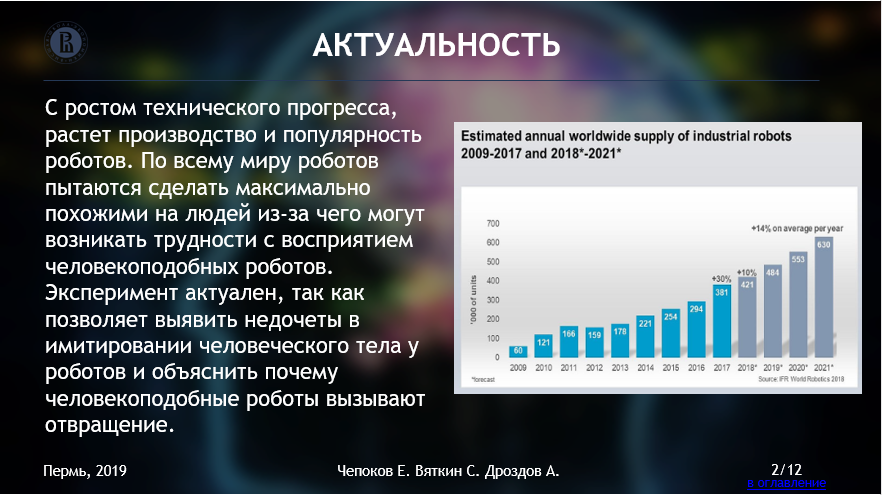 АКТУАЛЬНОСТЬ
С ростом технического прогресса,
растет производство и популярность
роботов. По всему миру роботов
пытаются сделать максимально
похожими на людей из-за чего могут
возникать трудности с восприятием
человекоподобных роботов.
Эксперимент актуален, так как
позволяет выявить недочеты в
имитировании человеческого тела у
роботов и объяснить почему
человекоподобные роботы вызывают
отвращение.
Estimated annual worldwide supply of industrial robots
2009-2017 and 2018*-2021*
'000 of units
700
600
500
400
300
200
100
0
+14% on average per year
+30%
+10%
60
121
166
159
178
221
254
294
381
421
484
553
630
2009 2010 2011 2012 2013 2014 2015 2016 2017 2018* 2019* 2020* 2021*
*forecast
Source: IFR World Robotics 2018
Пермь, 2019
Чепоков Е. Вяткин С. Дроздов А.
2/12
в оглавление